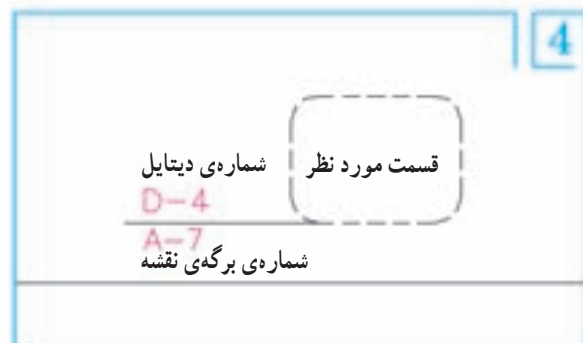 4
قسمت مورد نظر
شماره‌ی دیتایل
D-4
A-7
شماره‌ی برگه‌ی نقشه